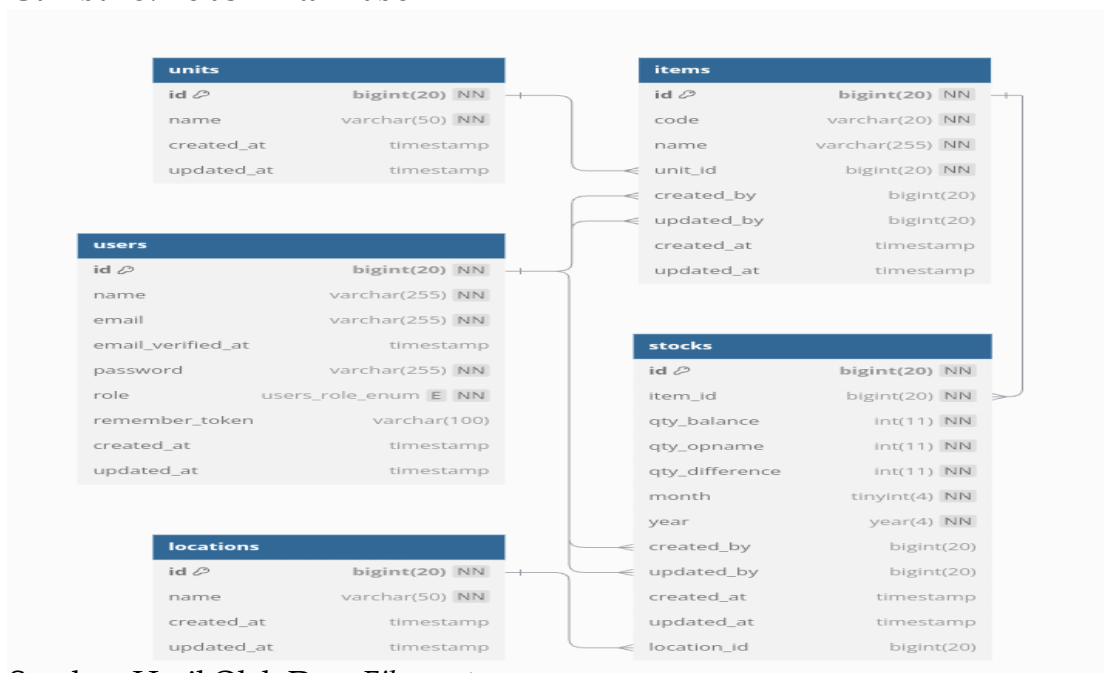 units
id bigint(20) NN
name varchar(50) NN
created_at timestamp
updated_at timestamp
users
id bigint(20) NN
name varchar(255) NN
email varchar(255) NN
email_verified_at timestamp
password varchar(255) NN
role users_role_enum E NN
remember_token varchar(100)
created_at timestamp
updated_at timestamp
locations
id bigint(20) NN
name varchar(50) NN
created_at timestamp
updated_at timestamp
items
id bigint(20) NN
code varchar(20) NN
name varchar(255) NN
unit_id bigint(20) NN
created_by bigint(20)
updated_by bigint(20)
created_at timestamp
updated_at timestamp
stocks
id bigint(20) NN
item_id bigint(20) NN
qty_balance int(11) NN
qty_opname int(11) NN
qty_difference int(11) NN
month tinyint(4) NN
year year(4) NN
created_by bigint(20)
updated_by bigint(20)
created_at timestamp
updated_at timestamp
location_id bigint(20)